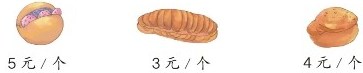 5 元 / 个
3 元 / 个
4 元 / 个